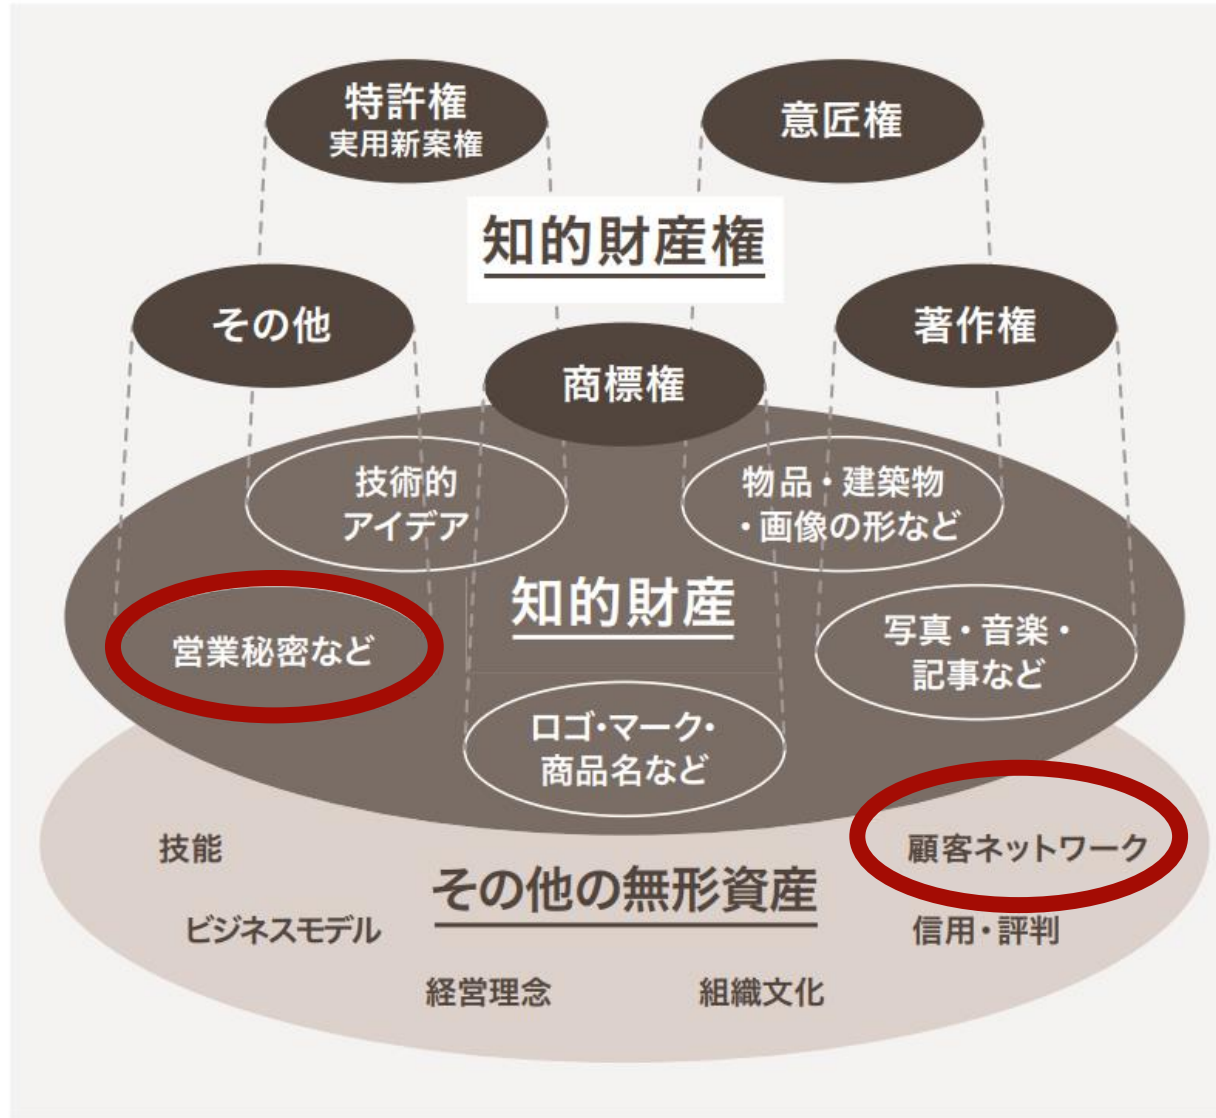 特許権
実用新案権
意匠権
知的財産権
その他
著作権
商標権
技術的
アイデア
物品・建築物
・画像の形など
知的財産
営業秘密など
写真・音楽・
記事など
ロゴ・マーク・
商品名など
技能
顧客ネットワーク
その他の無形資産
ビジネスモデル
信用・評判
経営理念
組織文化